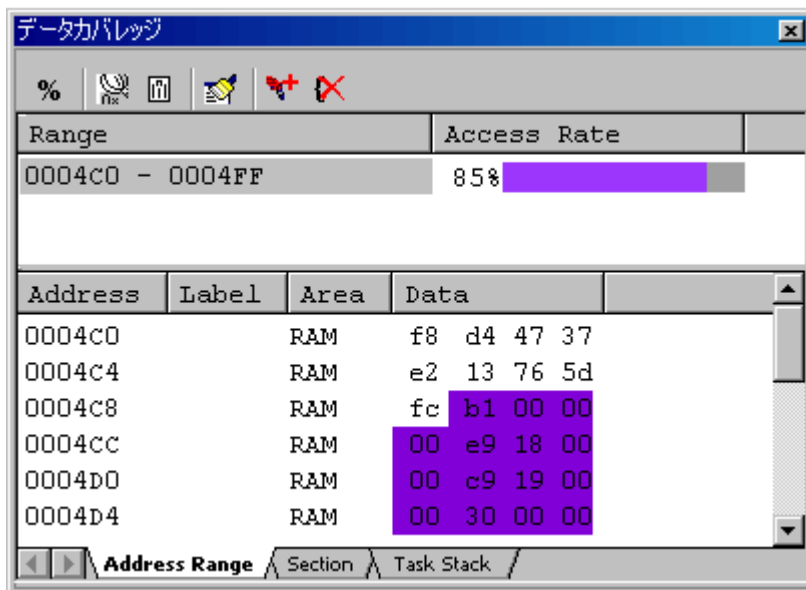 データカバレッジ
%
Range Access Rate
0004C0 - 0004FF 85%
Address Label Area Data
0004C0 RAM f8 d4 47 37
0004C4 RAM e2 13 76 5d
0004C8 RAM fc b1 00 00
0004CC RAM 00 e9 18 00
0004D0 RAM 00 c9 19 00
0004D4 RAM 00 30 00 00
Address Range Section Task Stack